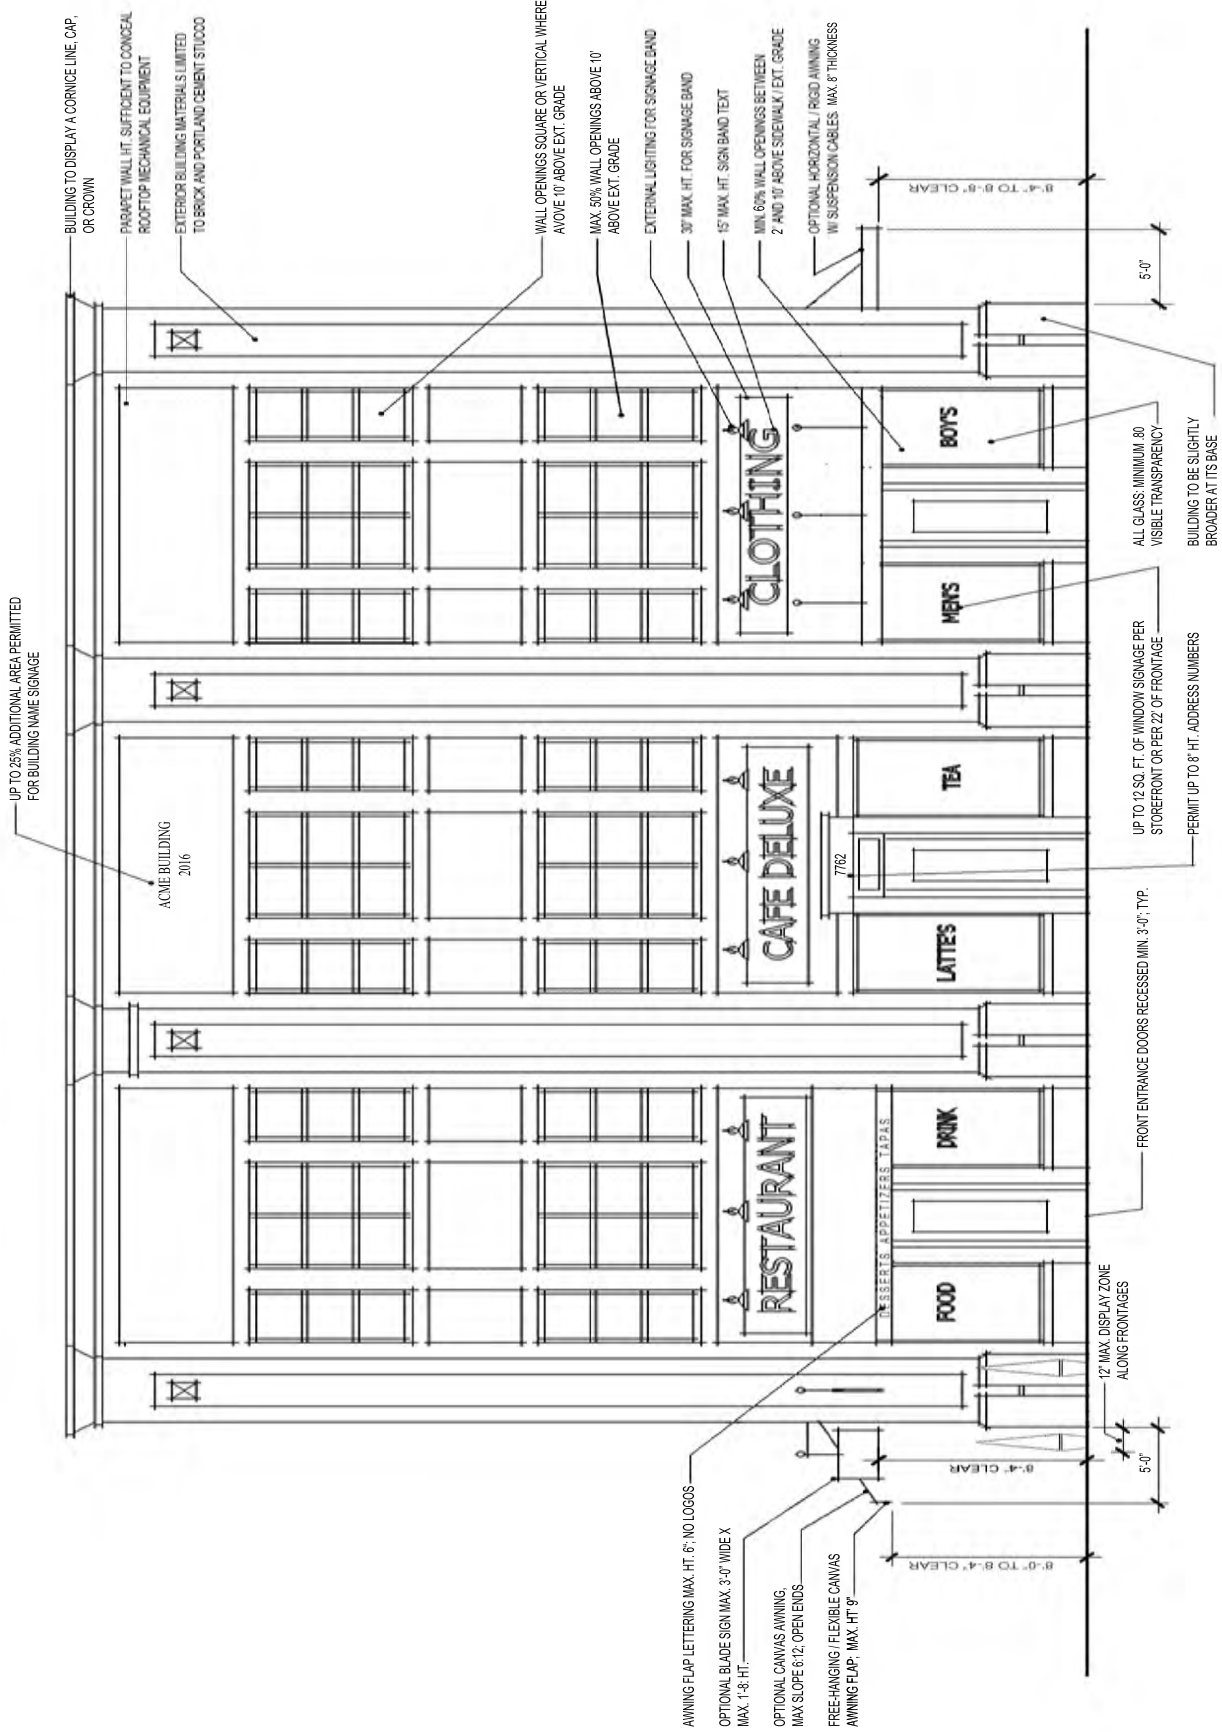 UP TO 25% ADDITIONAL AREA PERMITTED
FOR BUILDING NAME SIGNAGE
BUILDING TO DISPLAY A CORNICE LINE, CAP,
OR CROWN
PARAPET WALL HT. SUFFICIENT TO CONCEAL
ROOFTOP MECHANICAL EQUIPMENT
EXTERIOR BUILDING MATERIALS LIMITED
TO BRICK AND PORTLAND CEMENT STUCCO
WALL OPENINGS SQUARE OR VERTICAL WHERE
AVOVE 10' ABOVE EXT. GRADE
MAX. 50% WALL OPENINGS ABOVE 10'
ABOVE EXT. GRADE
EXTERNAL LIGHTING FOR SIGNAGE BAND
30" MAX. HT. FOR SIGNAGE BAND
15" MAX. HT. SIGN BAND TEXT
MIN. 60% WALL OPENINGS BETWEEN
2' AND 10' ABOVE SIDEWALK / EXT. GRADE
OPTIONAL HORIZONTAL / RIGID AWNING
W/ SUSPENSION CABLES. MAX. 8" THICKNESS
8'-4" TO 8'-8" CLEAR
5'-0"
ACME BUILDING
2016
RESTAURANT
CAFE DELUXE
CLOTHING
7762
DESSERTS APPETIZERS TAPAS
FOOD
DRINK
LATTE'S
TEA
MEN'S
BOY'S
AWNING FLAP LETTERING MAX. HT. 6"; NO LOGOS
OPTIONAL BLADE SIGN MAX. 3'-0" WIDE X
MAX. 1'-8: HT.
OPTIONAL CANVAS AWNING,
MAX SLOPE 6:12; OPEN ENDS
FREE-HANGING / FLEXIBLE CANVAS
AWNING FLAP; MAX. HT' 9"
8'-0" TO 8'-4" CLEAR
8'-4" CLEAR
5'-0"
12" MAX. DISPLAY ZONE
ALONG FRONTAGES
FRONT ENTRANCE DOORS RECESSED MIN. 3'-0"; TYP.
UP TO 12 SQ. FT. OF WINDOW SIGNAGE PER
STOREFRONT OR PER 22' OF FRONTAGE
PERMIT UP TO 8" HT. ADDRESS NUMBERS
ALL GLASS: MINIMUM .80
VISIBLE TRANSPARENCY
BUILDING TO BE SLIGHTLY
BROADER AT ITS BASE